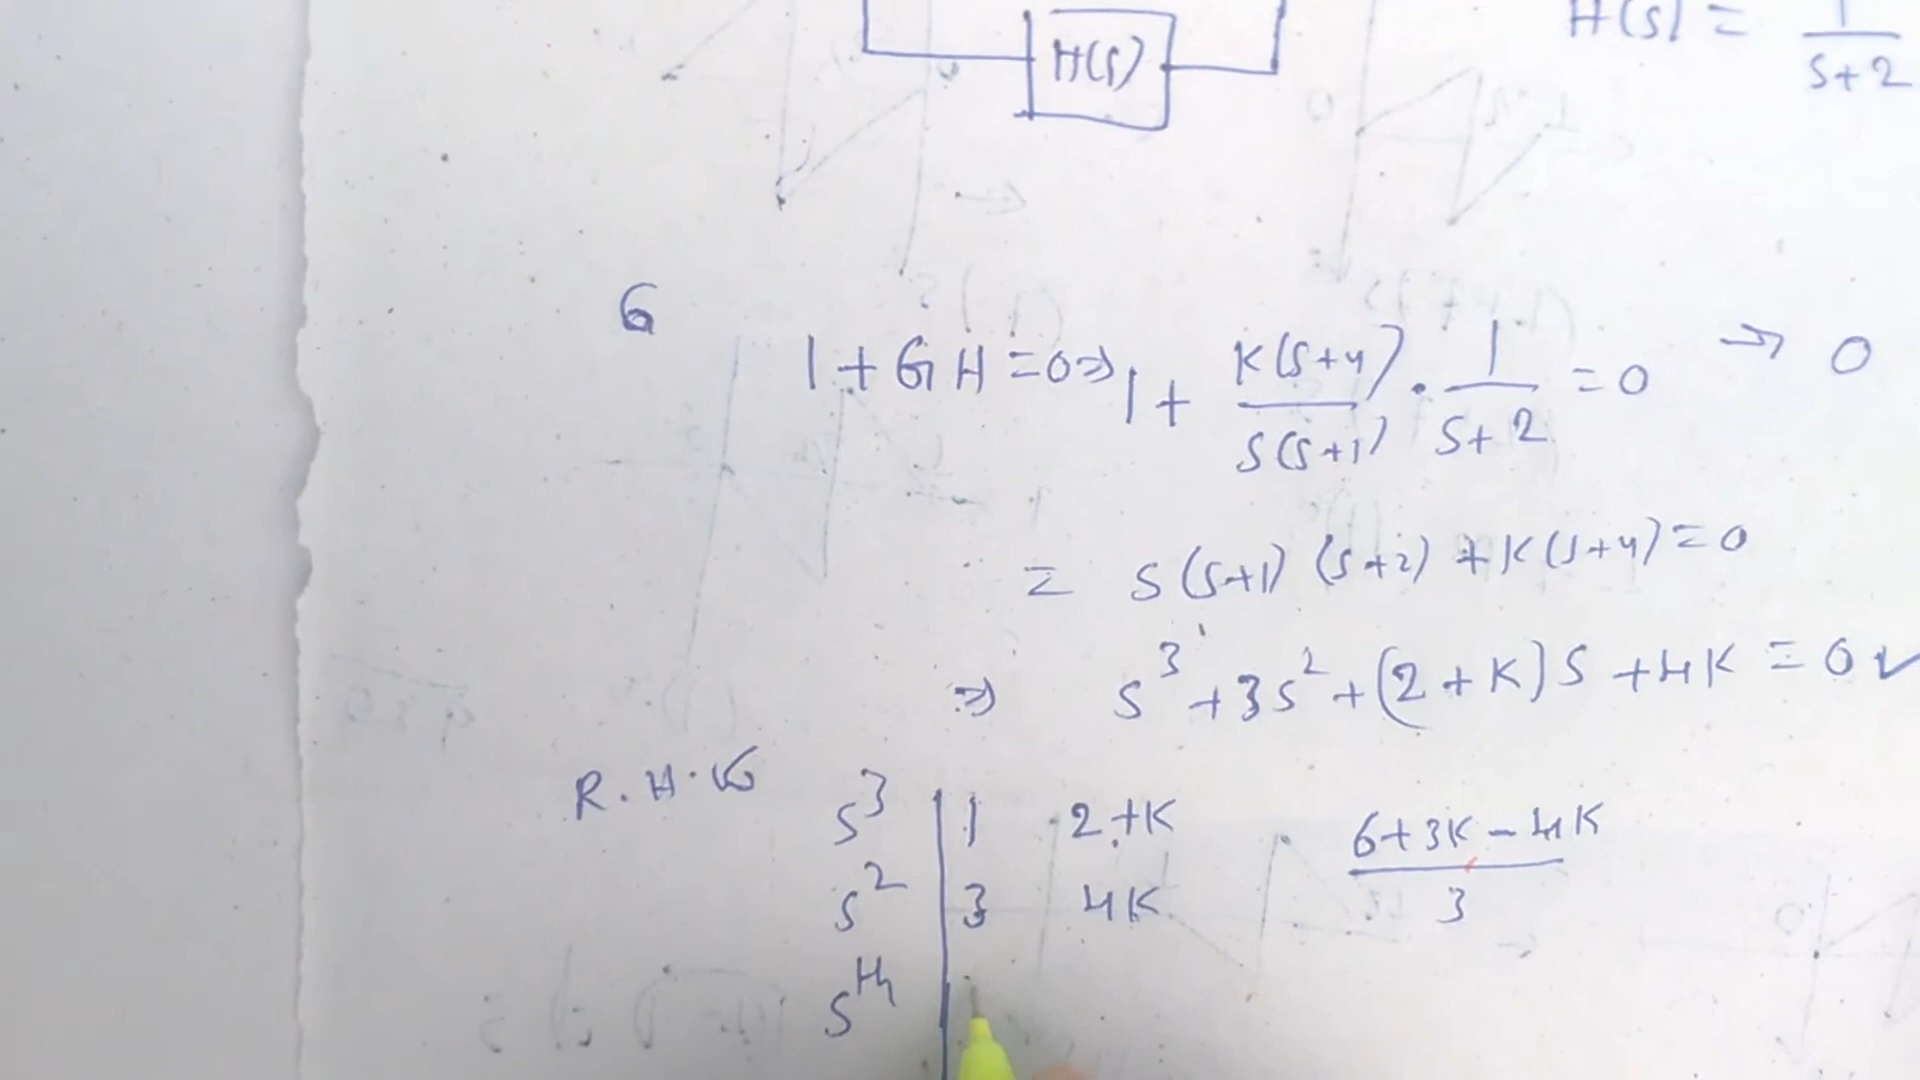 H(s)
H(s) = 1/(s+2)
G
1 + GH = 0 ⇒ 1 + K(s+4)/(s(s+1)) · 1/(s+2) = 0 → 0
= s(s+1)(s+2) + K(s+4) = 0
⇒ s³ + 3s² + (2+K)s + 4K = 0 ✓
R.H.
s³ | 1 2+K (6+3K-4K)/3
s² | 3 4K
s